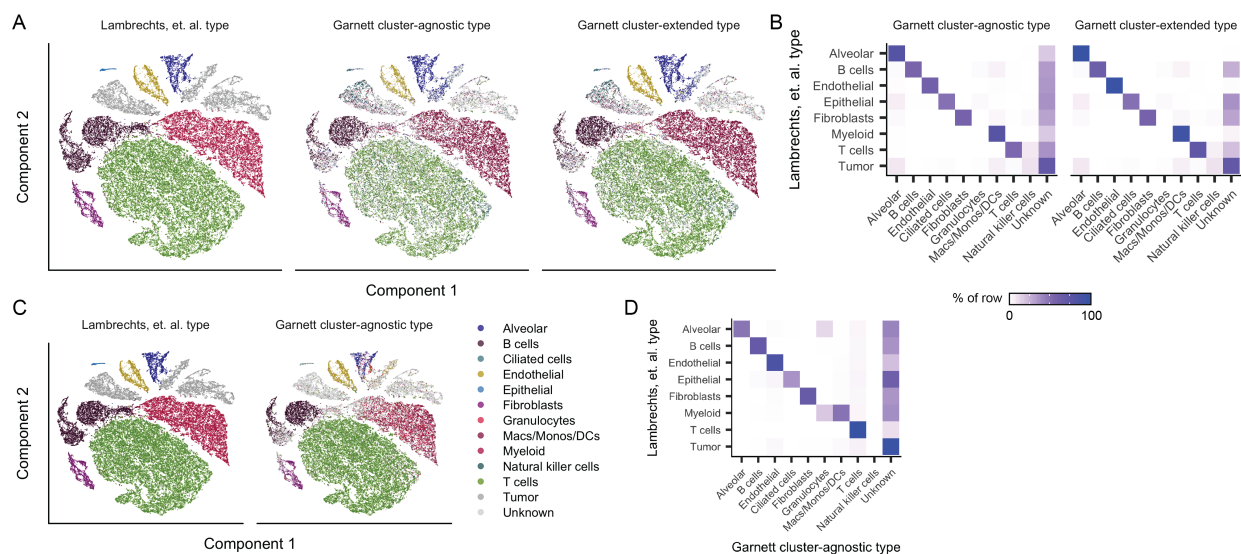 A
Lambrechts, et. al. type
Garnett cluster-agnostic type
Garnett cluster-extended type
Component 2
Component 1
B
Garnett cluster-agnostic type
Garnett cluster-extended type
Lambrechts, et. al. type
Alveolar
B cells
Endothelial
Epithelial
Fibroblasts
Myeloid
T cells
Tumor
Alveolar
B cells
Endothelial
Ciliated cells
Fibroblasts
Granulocytes
Macs/Monos/DCs
T cells
Natural killer cells
Unknown
Alveolar
B cells
Endothelial
Ciliated cells
Fibroblasts
Granulocytes
Macs/Monos/DCs
T cells
Natural killer cells
Unknown
% of row
0
100
C
Lambrechts, et. al. type
Garnett cluster-agnostic type
Component 2
Component 1
Alveolar
B cells
Ciliated cells
Endothelial
Epithelial
Fibroblasts
Granulocytes
Macs/Monos/DCs
Myeloid
Natural killer cells
T cells
Tumor
Unknown
D
Lambrechts, et. al. type
Alveolar
B cells
Endothelial
Epithelial
Fibroblasts
Myeloid
T cells
Tumor
Alveolar
B cells
Endothelial
Ciliated cells
Fibroblasts
Granulocytes
Macs/Monos/DCs
T cells
Natural killer cells
Unknown
Garnett cluster-agnostic type